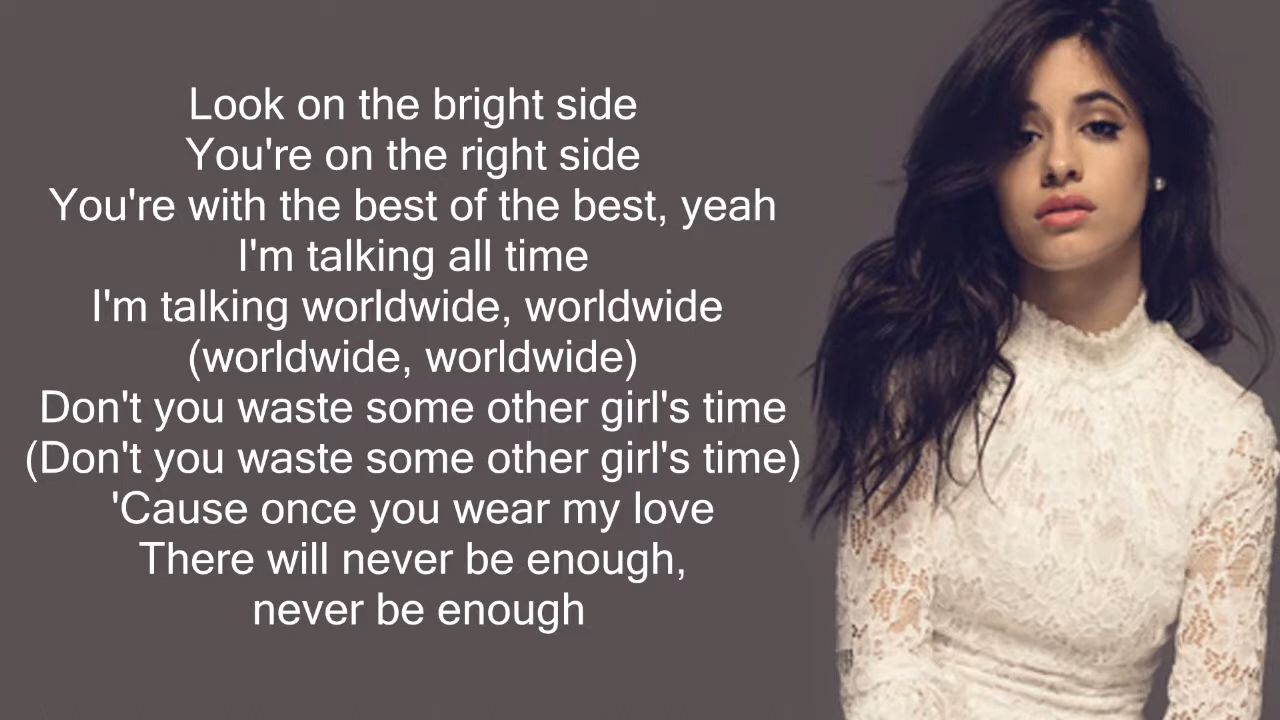 Look on the bright side
You're on the right side
You're with the best of the best, yeah
I'm talking all time
I'm talking worldwide, worldwide
(worldwide, worldwide)
Don't you waste some other girl's time
(Don't you waste some other girl's time)
'Cause once you wear my love
There will never be enough,
never be enough